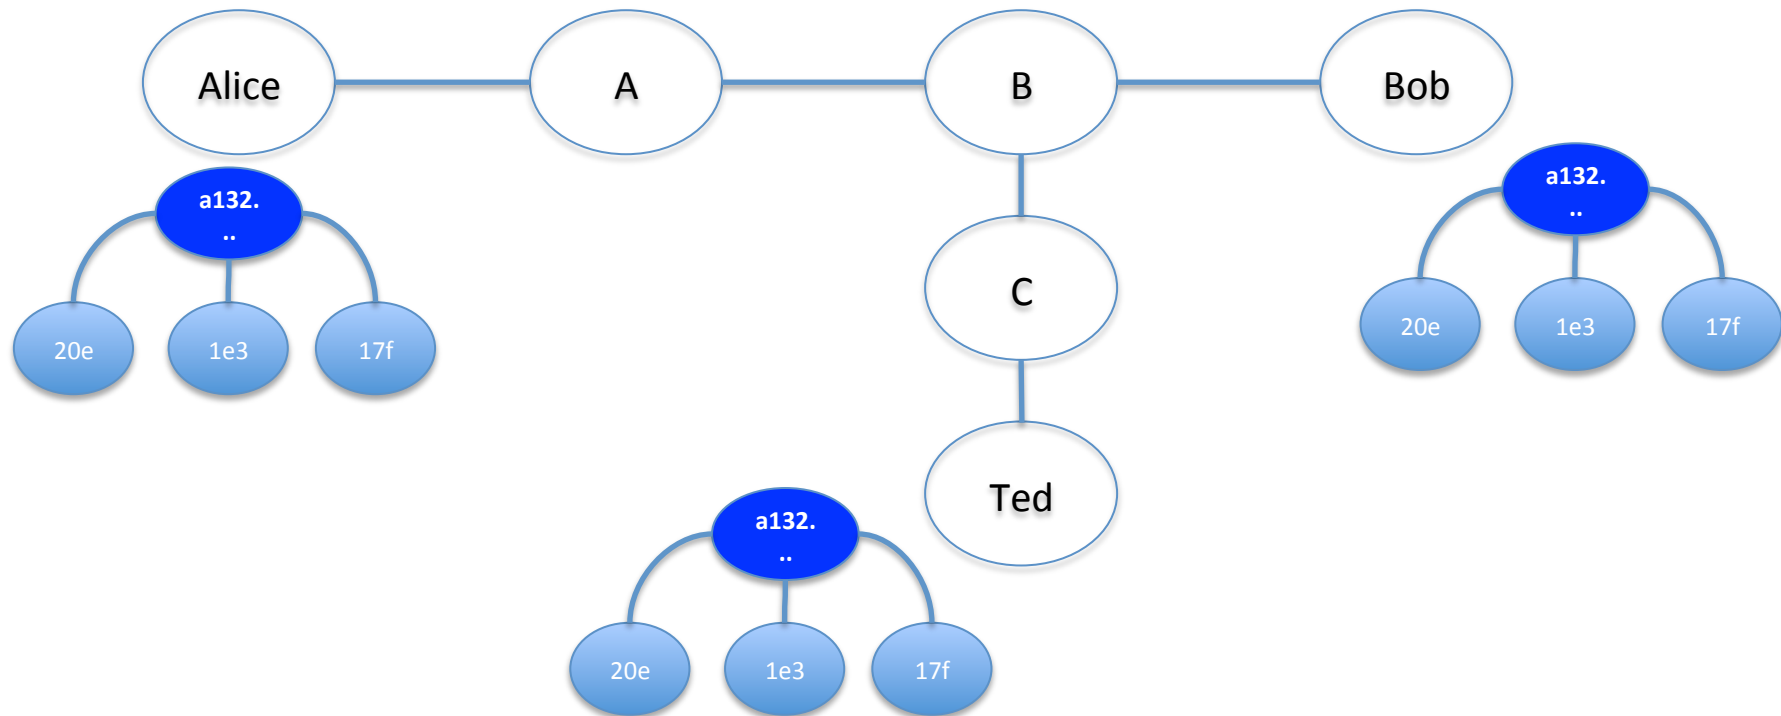 Alice
A
B
Bob
a132.
..
20e
1e3
17f
a132.
..
20e
1e3
17f
C
Ted
a132.
..
20e
1e3
17f